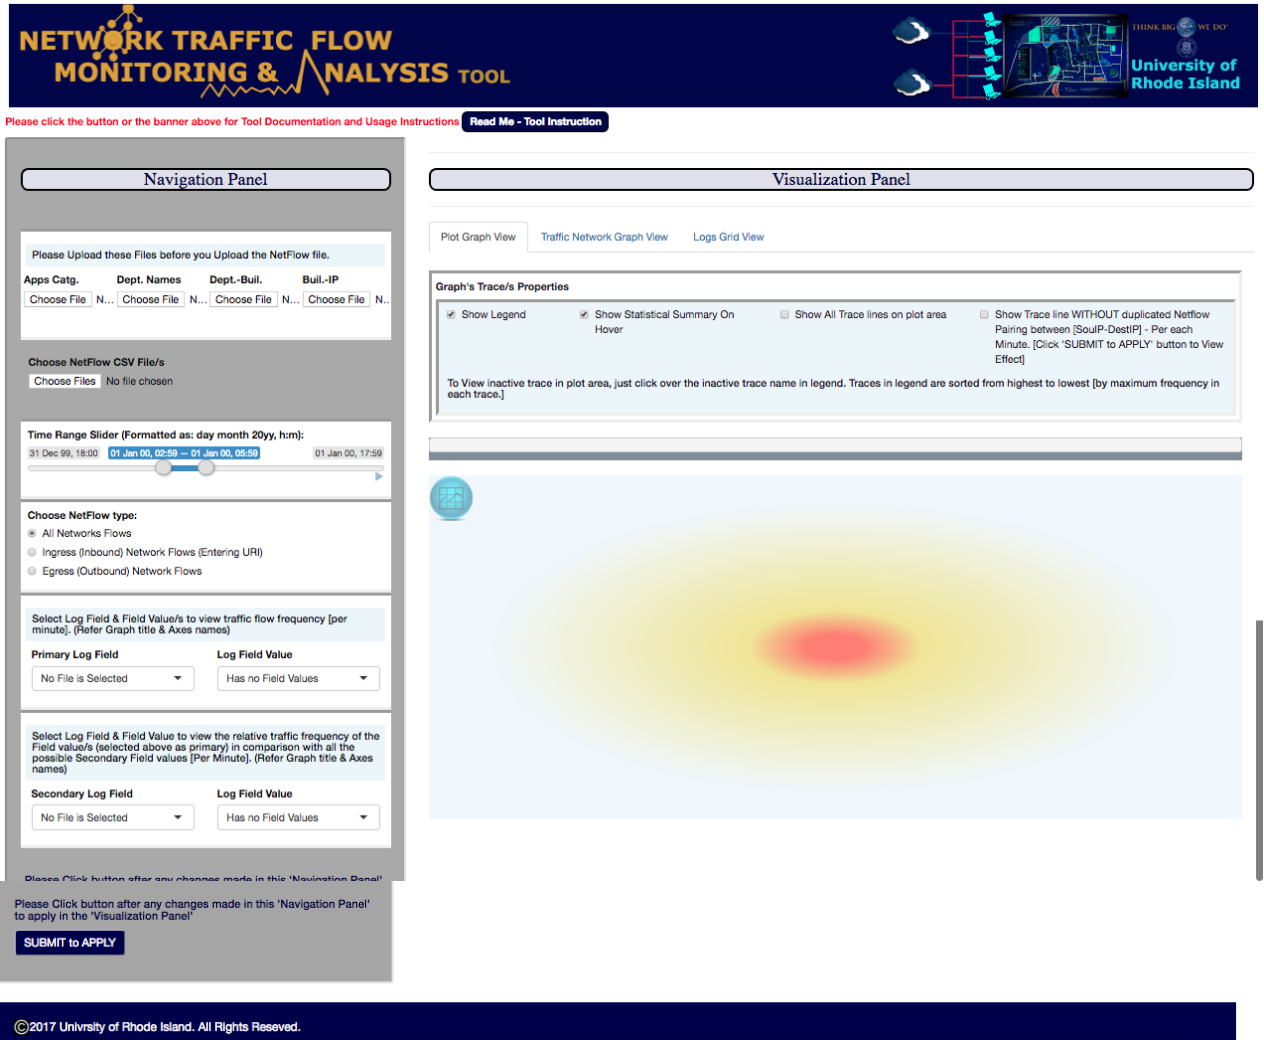 NETWORK TRAFFIC FLOW
MONITORING & ANALYSIS TOOL
THINK BIG WE DO
University of
Rhode Island
Please click the button or the banner above for Tool Documentation and Usage Instructions Read Me - Tool Instruction
Navigation Panel
Please Upload these Files before you Upload the NetFlow file.
Apps Catg. Dept. Names Dept.-Buil. Buil.-IP
Choose File N... Choose File N... Choose File N... Choose File N...
Choose NetFlow CSV File/s
Choose Files No file chosen
Time Range Slider (Formatted as: day month 20yy, h:m):
31 Dec 99, 18:00 01 Jan 00, 02:59 — 01 Jan 00, 05:59 01 Jan 00, 17:59
Choose NetFlow type:
All Networks Flows
Ingress (Inbound) Network Flows (Entering URI)
Egress (Outbound) Network Flows
Select Log Field & Field Value/s to view traffic flow frequency [per
minute]. (Refer Graph title & Axes names)
Primary Log Field Log Field Value
No File is Selected Has no Field Values
Select Log Field & Field Value to view the relative traffic frequency of the
Field value/s (selected above as primary) in comparison with all the
possible Secondary Field values [Per Minute]. (Refer Graph title & Axes
names)
Secondary Log Field Log Field Value
No File is Selected Has no Field Values
Please Click button after any changes made in this 'Navigation Panel'
Please Click button after any changes made in this 'Navigation Panel'
to apply in the 'Visualization Panel'
SUBMIT to APPLY
Visualization Panel
Plot Graph View Traffic Network Graph View Logs Grid View
Graph's Trace/s Properties
Show Legend
Show Statistical Summary On
Hover
Show All Trace lines on plot area
Show Trace line WITHOUT duplicated Netflow
Pairing between [SouIP-DestIP] - Per each
Minute. [Click 'SUBMIT to APPLY' button to View
Effect]
To View inactive trace in plot area, just click over the inactive trace name in legend. Traces in legend are sorted from highest to lowest [by maximum frequency in
each trace.]
©2017 Univrsity of Rhode Island. All Rights Reseved.